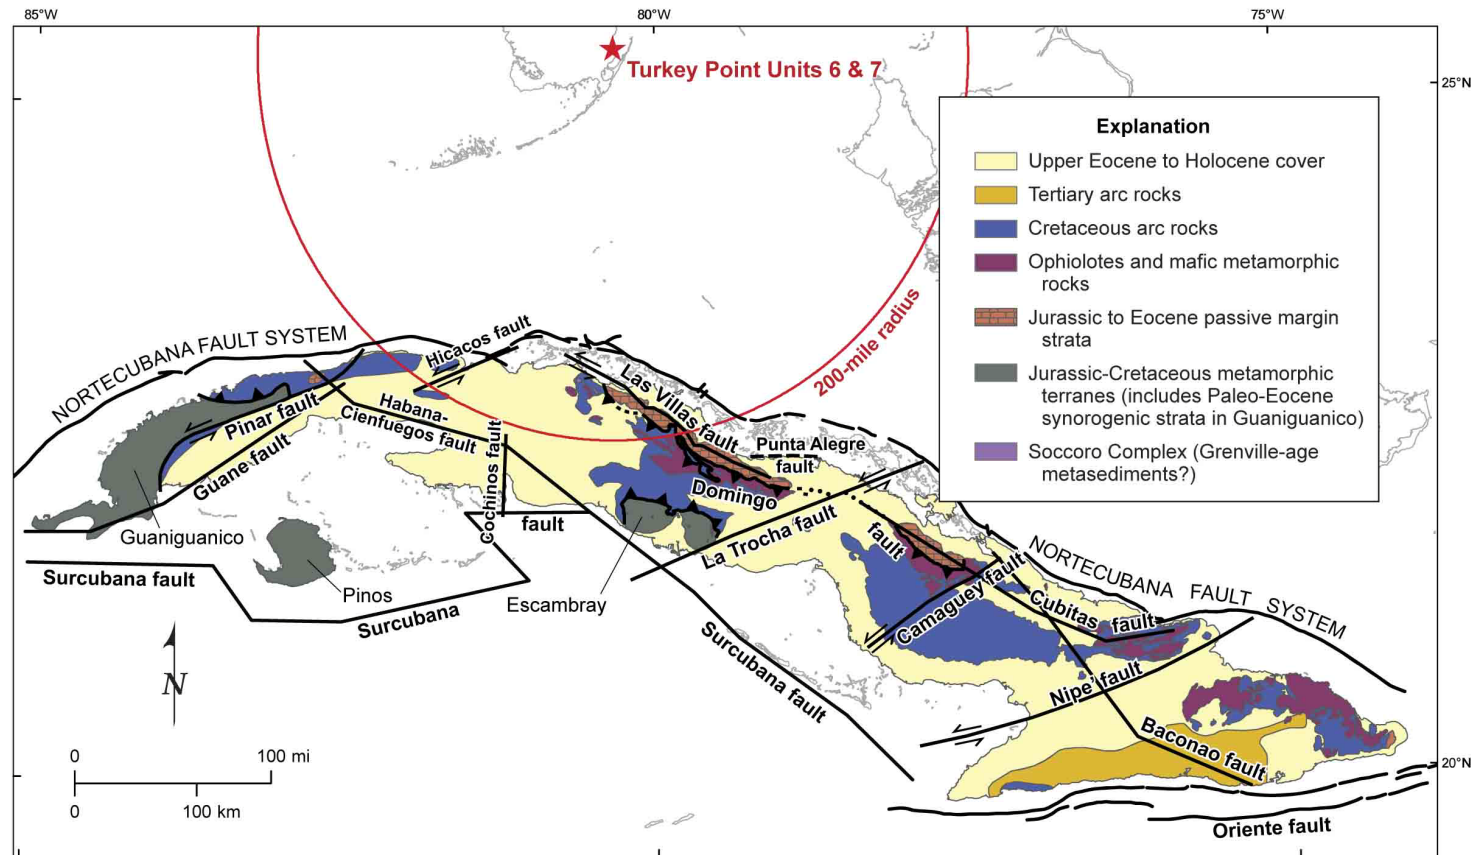 85°W
80°W
75°W
Turkey Point Units 6 & 7
25°N
Explanation
Upper Eocene to Holocene cover
Tertiary arc rocks
Cretaceous arc rocks
Ophiolotes and mafic metamorphic
rocks
Jurassic to Eocene passive margin
strata
Jurassic-Cretaceous metamorphic
terranes (includes Paleo-Eocene
synorogenic strata in Guaniguanico)
Soccoro Complex (Grenville-age
metasediments?)
200-mile radius
NORTECUBANA FAULT SYSTEM
Hicacos fault
Las Villas fault
Pinar fault
Habana-
Cienfuegos fault
Punta Alegre
fault
Guane fault
Cochinos fault
Domingo
fault
fault
La Trocha fault
Guaniguanico
Surcubana fault
Pinos
Surcubana
Escambray
Camaguey fault
NORTECUBANA FAULT SYSTEM
Cubitas fault
Surcubana fault
Nipe fault
Baconao fault
N
0 100 mi
0 100 km
20°N
Oriente fault